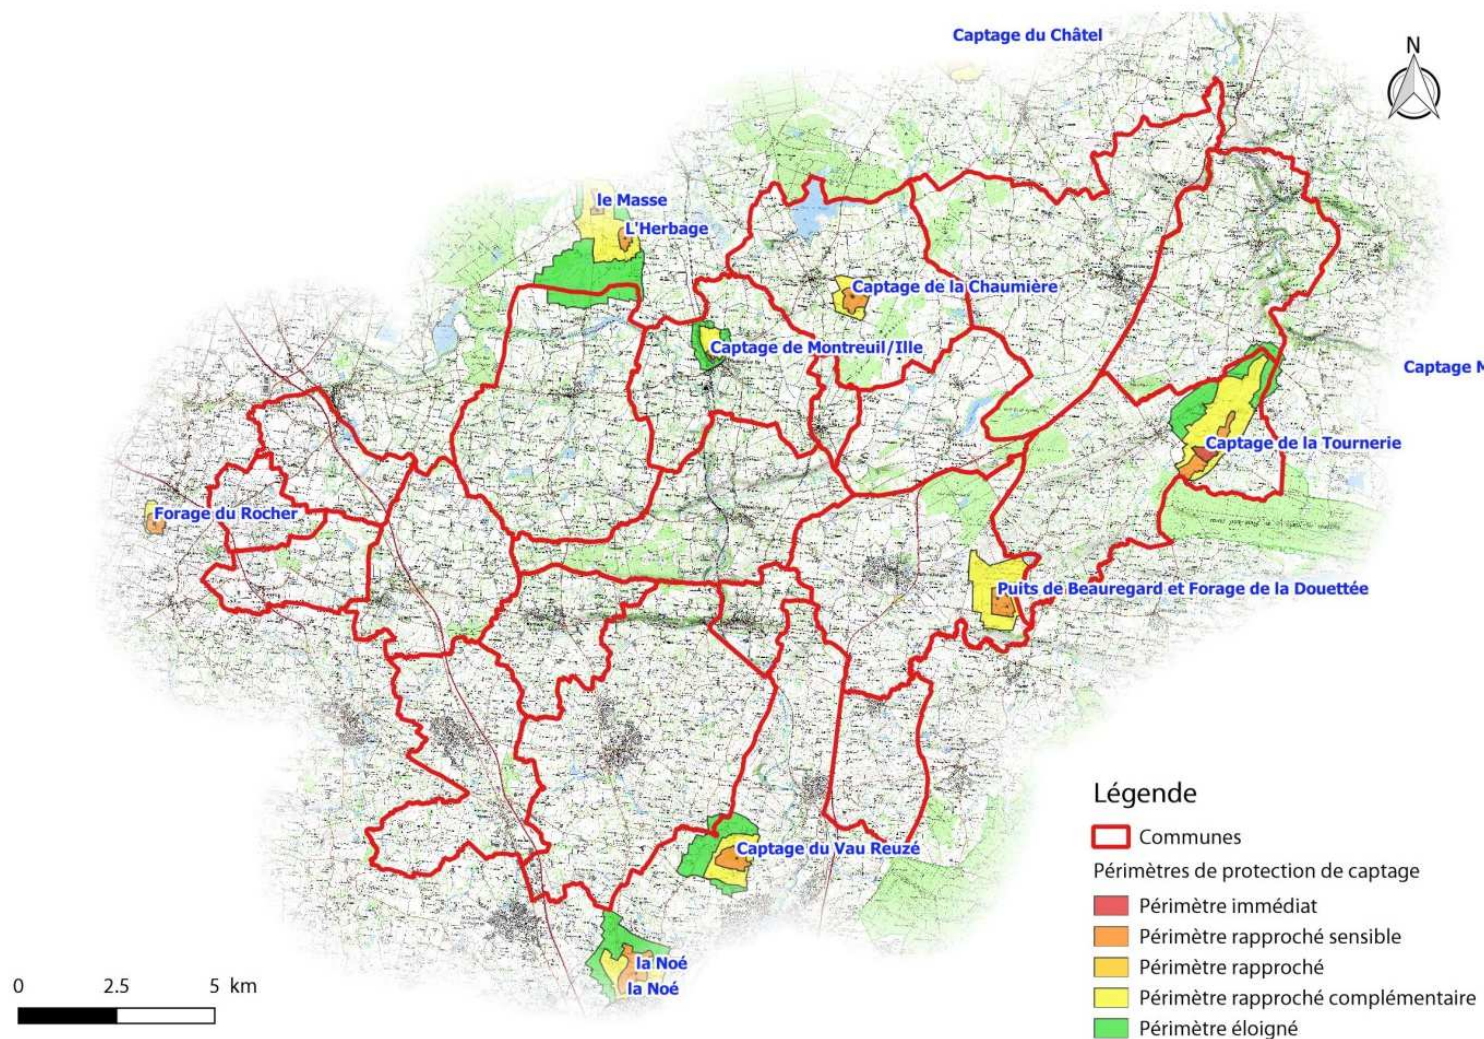 Captage du Châtel
N
le Masse
L'Herbage
Captage de la Chaumière
Captage de Montreuil/Ille
Captage M
Captage de la Tournerie
Forage du Rocher
Puits de Beauregard et Forage de la Douettée
Captage du Vau Reuzé
la Noé
la Noé
Légende
Communes
Périmètres de protection de captage
Périmètre immédiat
Périmètre rapproché sensible
Périmètre rapproché
Périmètre rapproché complémentaire
Périmètre éloigné
0 2.5 5 km